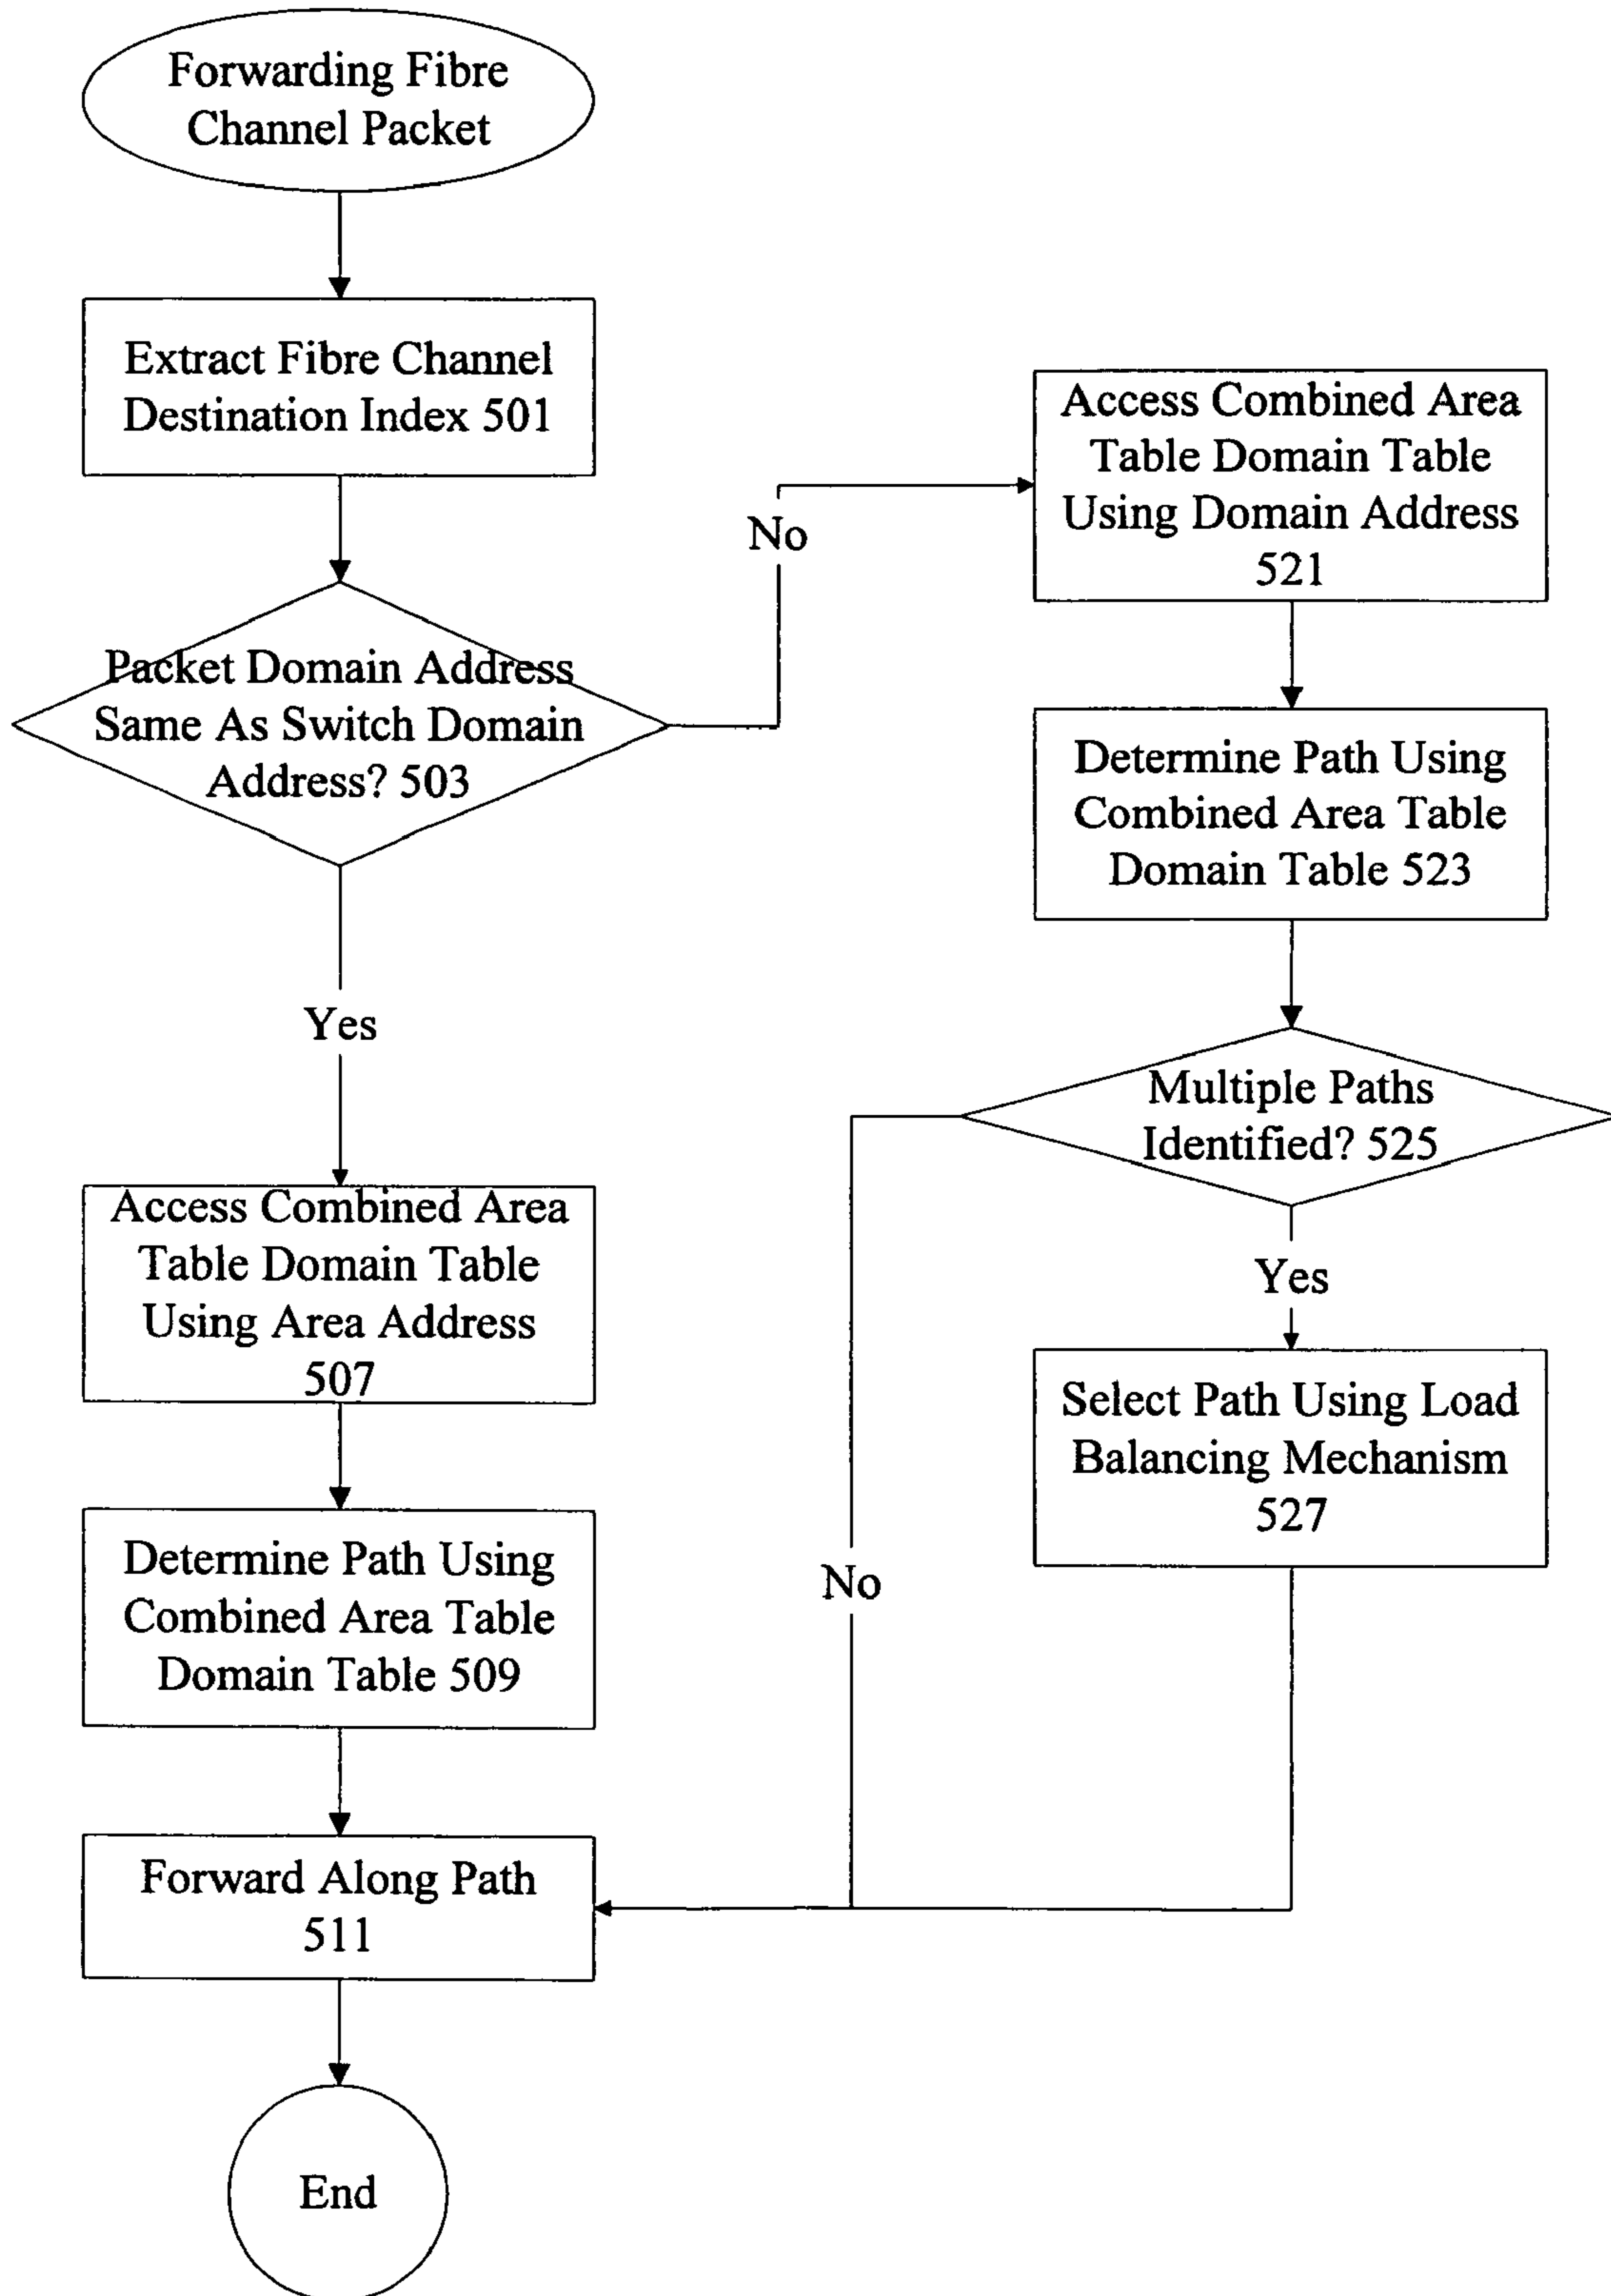 Forwarding Fibre
Channel Packet
Extract Fibre Channel
Destination Index 501
Packet Domain Address
Same As Switch Domain
Address? 503
No
Access Combined Area
Table Domain Table
Using Domain Address
521
Determine Path Using
Combined Area Table
Domain Table 523
Multiple Paths
Identified? 525
Yes
Select Path Using Load
Balancing Mechanism
527
No
Yes
Access Combined Area
Table Domain Table
Using Area Address
507
Determine Path Using
Combined Area Table
Domain Table 509
Forward Along Path
511
End